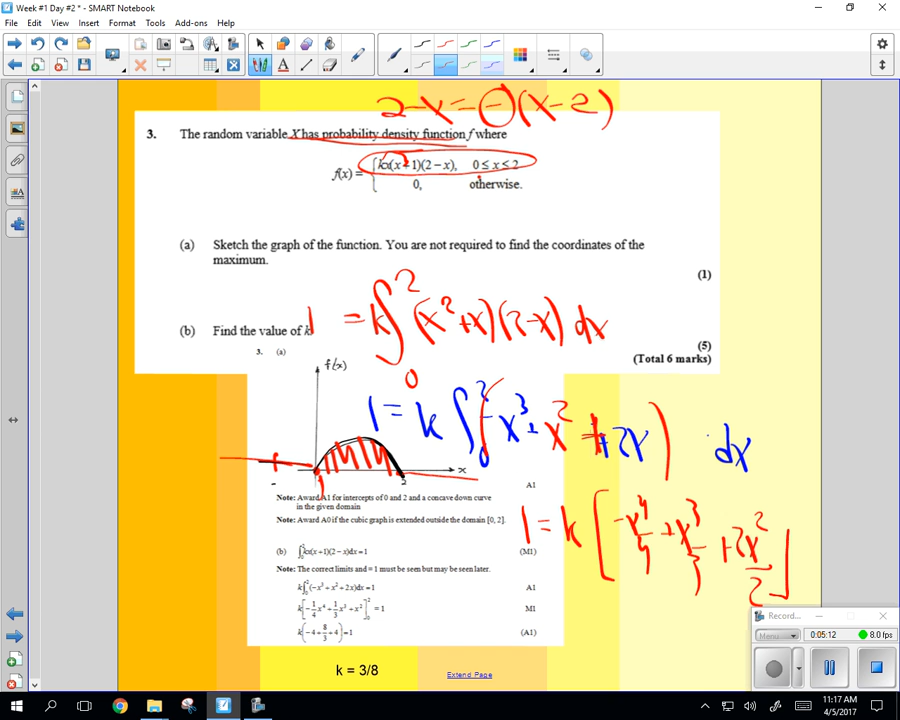 Week #1 Day #2 * - SMART Notebook
File Edit View Insert Format Tools Add-ons Help
2-x=-(x-2)
3. The random variable X has probability density function f where
f(x) = { kx(x+1)(2 − x), 0 ≤ x ≤ 2
0, otherwise.
(a) Sketch the graph of the function. You are not required to find the coordinates of the
maximum.
(1)
(b) Find the value of k
1 = k∫₀² (x²+x)(2-x) dx
(5)
(Total 6 marks)
3. (a)
f(x)
1 = k ∫₀² (-x³+x²+2x) dx
x
2
A1
Note: Award A1 for intercepts of 0 and 2 and a concave down curve
in the given domain
Note: Award A0 if the cubic graph is extended outside the domain [0, 2].
1 = k [-x⁴/4 + x³/3 + 2x²/2]
(b) ∫₀² kx(x+1)(2−x)dx=1
(M1)
Note: The correct limits and =1 must be seen but may be seen later.
k∫₀²(−x³+x²+2x)dx=1
A1
k[−1/4x⁴+1/3x³+x²]₀²=1
M1
k(−4+8/3+4)=1
(A1)
k = 3/8
Extend Page
Record...
Menu
0:05:12
8.0 fps
11:17 AM
4/5/2017